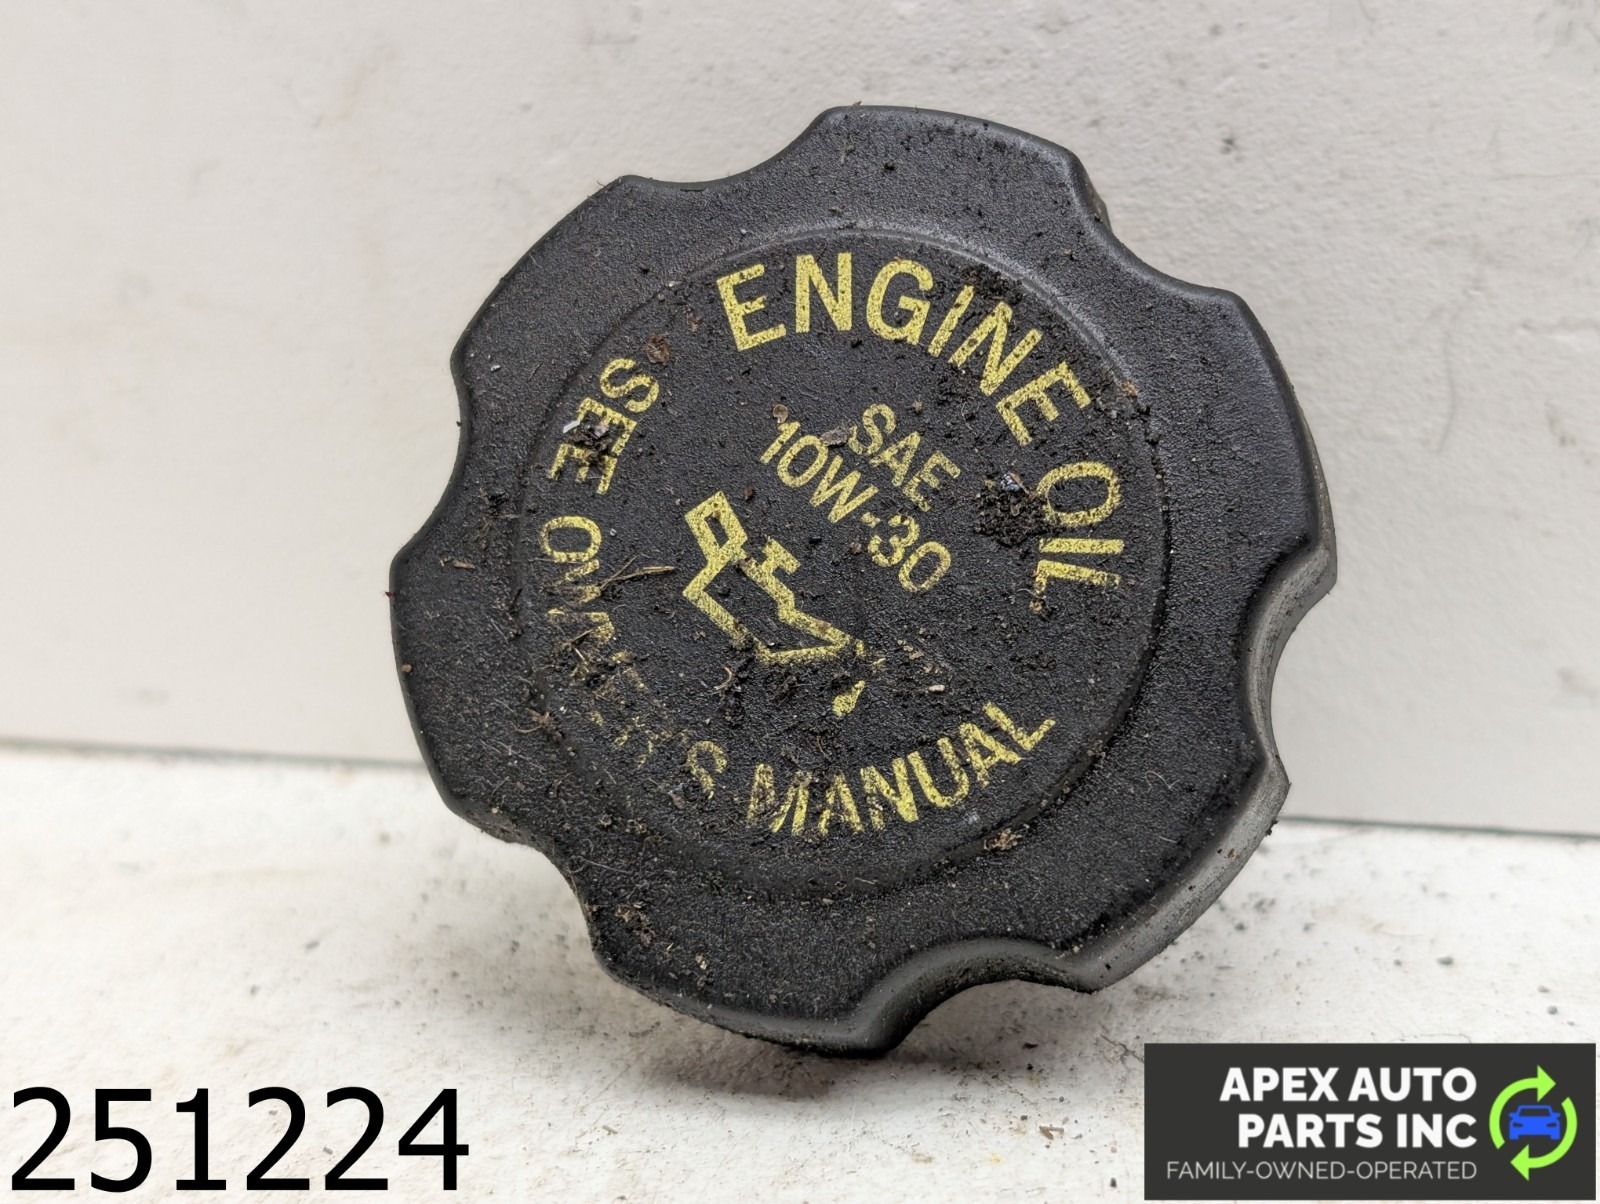 ENGINE OIL
SAE
10W-30
SEE OWNER'S MANUAL
251224
APEX AUTO
PARTS INC
FAMILY-OWNED-OPERATED